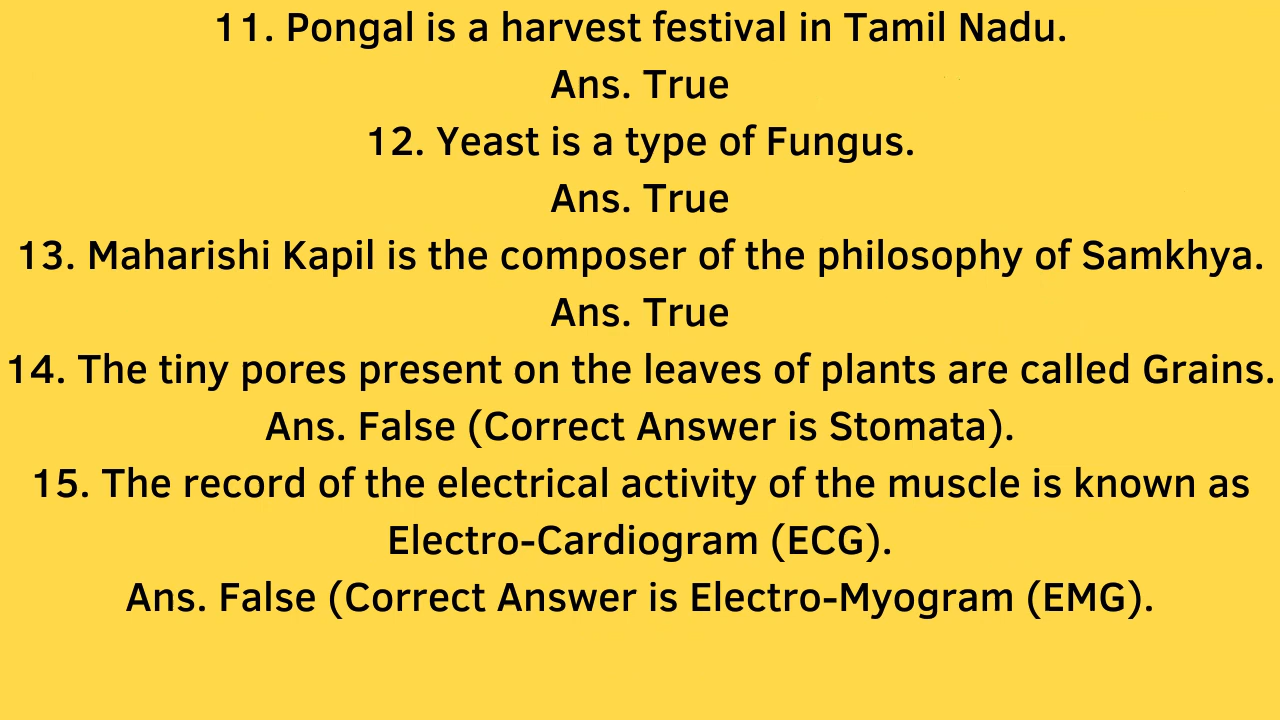 11. Pongal is a harvest festival in Tamil Nadu.
Ans. True
12. Yeast is a type of Fungus.
Ans. True
13. Maharishi Kapil is the composer of the philosophy of Samkhya.
Ans. True
14. The tiny pores present on the leaves of plants are called Grains.
Ans. False (Correct Answer is Stomata).
15. The record of the electrical activity of the muscle is known as
Electro-Cardiogram (ECG).
Ans. False (Correct Answer is Electro-Myogram (EMG).